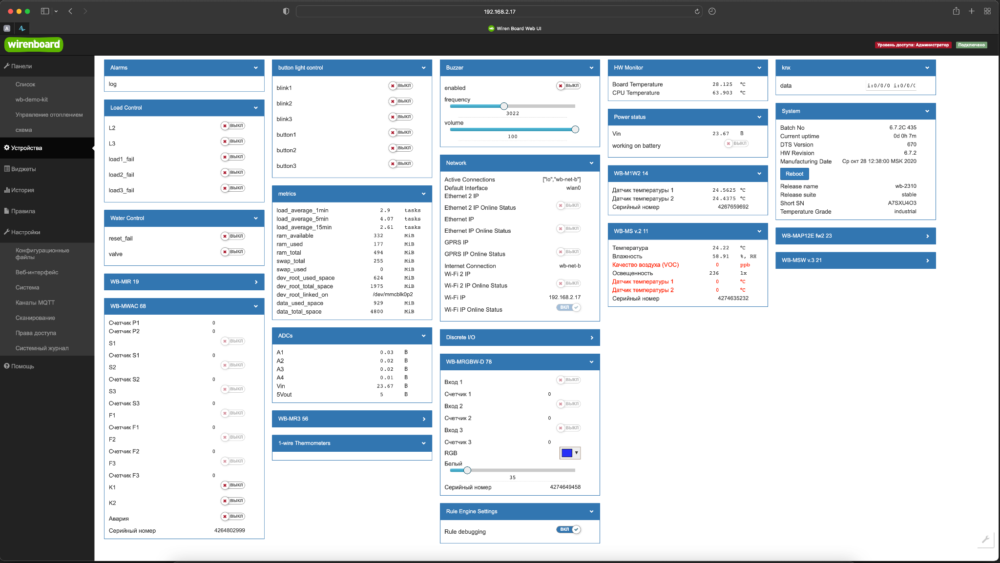 192.168.2.17
A
wb Wiren Board Web UI
wirenboard
Уровень доступа: Администратор
Подключено
Панели
Список
wb-demo-kit
Управление отоплением
схема
Устройства
Виджеты
История
Правила
Настройки
Конфигурационные
файлы
Веб-интерфейс
Система
Каналы MQTT
Сканирование
Права доступа
Системный журнал
Помощь
Alarms
log
Load Control
L2 ВЫКЛ
L3 ВЫКЛ
load1_fail ВЫКЛ
load2_fail ВЫКЛ
load3_fail ВЫКЛ
Water Control
reset_fail ВЫКЛ
valve ВЫКЛ
WB-MIR 19
WB-MWAC 68
Счетчик P1 0
Счетчик P2 0
S1 ВЫКЛ
Счетчик S1 0
S2 ВЫКЛ
Счетчик S2 0
S3 ВЫКЛ
Счетчик S3 0
F1 ВЫКЛ
Счетчик F1 0
F2 ВЫКЛ
Счетчик F2 0
F3 ВЫКЛ
Счетчик F3 0
K1 ВЫКЛ
K2 ВЫКЛ
Авария ВЫКЛ
Серийный номер 4264802999
button light control
blink1 ВЫКЛ
blink2 ВЫКЛ
blink3 ВЫКЛ
button1 ВЫКЛ
button2 ВЫКЛ
button3 ВЫКЛ
metrics
load_average_1min 2.9 tasks
load_average_5min 4.07 tasks
load_average_15min 2.61 tasks
ram_available 332 MiB
ram_used 177 MiB
ram_total 494 MiB
swap_total 255 MiB
swap_used 0 MiB
dev_root_used_space 624 MiB
dev_root_total_space 1975 MiB
dev_root_linked_on /dev/mmcblk0p2
data_used_space 929 MiB
data_total_space 4800 MiB
ADCs
A1 0.03 В
A2 0.02 В
A3 0.02 В
A4 0.01 В
Vin 23.67 В
5Vout 5 В
WB-MR3 56
1-wire Thermometers
Buzzer
enabled ВЫКЛ
frequency
3022
volume
100
Network
Active Connections ["lo","wb-net-b"]
Default Interface wlan0
Ethernet 2 IP
Ethernet 2 IP Online Status ВЫКЛ
Ethernet IP
Ethernet IP Online Status ВЫКЛ
GPRS IP
GPRS IP Online Status ВЫКЛ
Internet Connection wb-net-b
Wi-Fi 2 IP
Wi-Fi 2 IP Online Status ВЫКЛ
Wi-Fi IP 192.168.2.17
Wi-Fi IP Online Status ВКЛ
Discrete I/O
WB-MRGBW-D 78
Вход 1 ВЫКЛ
Счетчик 1 0
Вход 2 ВЫКЛ
Счетчик 2 0
Вход 3 ВЫКЛ
Счетчик 3 0
RGB
Белый
35
Серийный номер 4274649458
Rule Engine Settings
Rule debugging ВКЛ
HW Monitor
Board Temperature 28.125 °C
CPU Temperature 63.903 °C
Power status
Vin 23.67 В
working on battery ВЫКЛ
WB-M1W2 14
Датчик температуры 1 24.5625 °C
Датчик температуры 2 24.4375 °C
Серийный номер 4267659692
WB-MS v.2 11
Температура 24.22 °C
Влажность 58.91 %, RH
Качество воздуха (VOC) 0 ppb
Освещенность 236 lx
Датчик температуры 1 0 °C
Датчик температуры 2 0 °C
Серийный номер 4274635232
knx
data i:0/0/0 i:0/0/0
System
Batch No 6.7.2C 435
Current uptime 0d 0h 7m
DTS Version 670
HW Revision 6.7.2
Manufacturing Date Ср окт 28 12:38:00 MSK 2020
Reboot
Release name wb-2310
Release suite stable
Short SN A7SXU4O3
Temperature Grade industrial
WB-MAP12E fw2 23
WB-MSW v.3 21